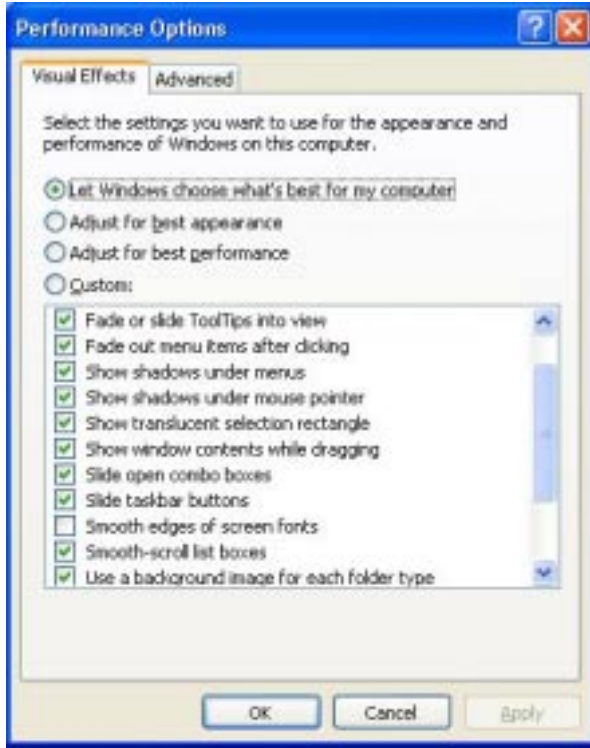 Performance Options
Visual Effects
Advanced
Select the settings you want to use for the appearance and
performance of Windows on this computer.
Let Windows choose what's best for my computer
Adjust for best appearance
Adjust for best performance
Custom:
Fade or slide ToolTips into view
Fade out menu items after clicking
Show shadows under menus
Show shadows under mouse pointer
Show translucent selection rectangle
Show window contents while dragging
Slide open combo boxes
Slide taskbar buttons
Smooth edges of screen fonts
Smooth-scroll list boxes
Use a background image for each folder type
OK
Cancel
Apply